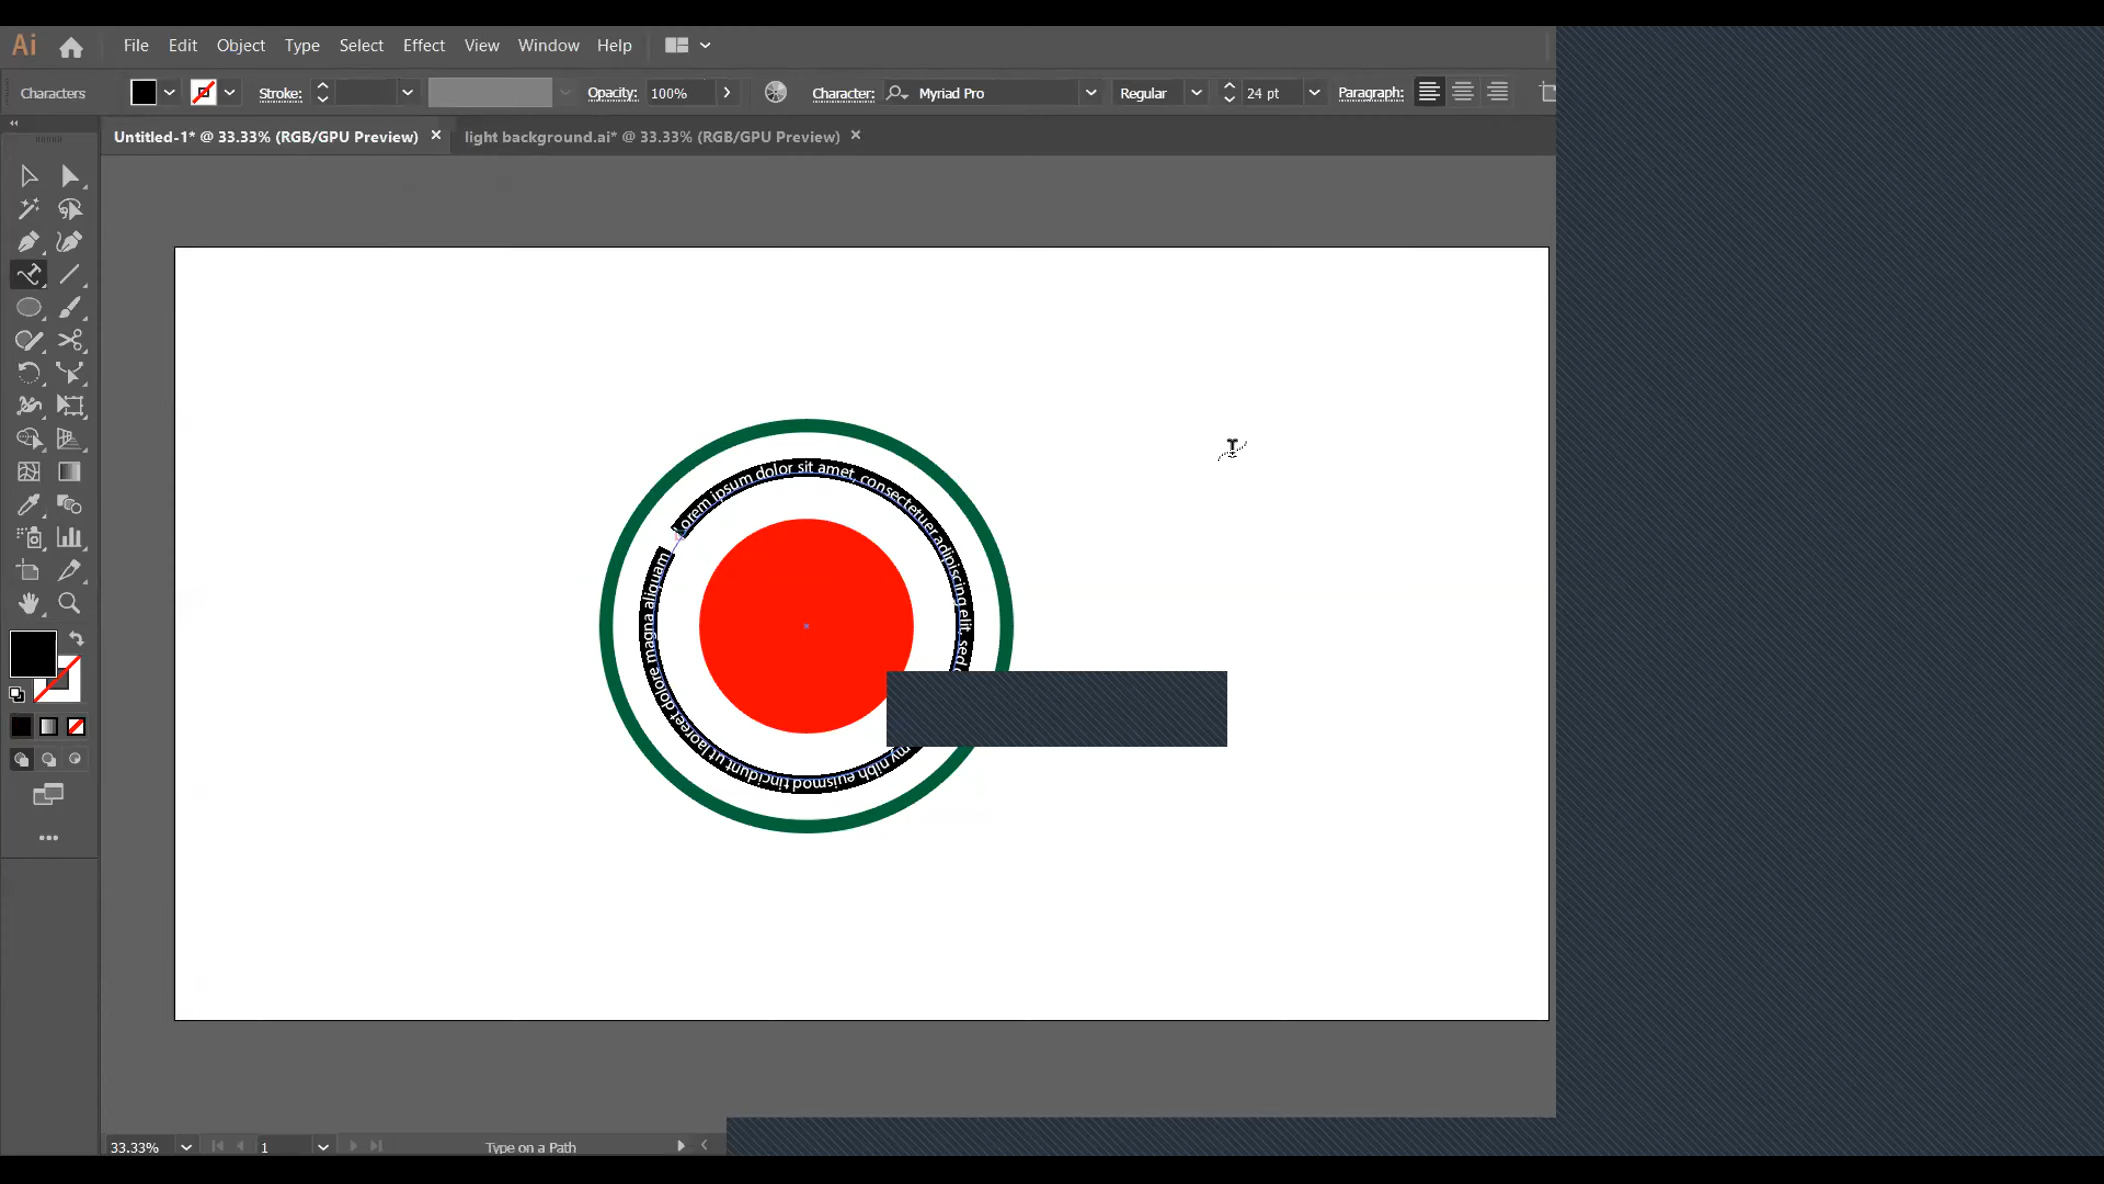 Ai File Edit Object Type Select Effect View Window Help
Characters Stroke: Opacity: 100% Character: Myriad Pro Regular 24 pt Paragraph:
Untitled-1* @ 33.33% (RGB/GPU Preview) × light background.ai* @ 33.33% (RGB/GPU Preview) ×
Lorem ipsum dolor sit amet, consectetuer adipiscing elit, sed
my nibh euismod tincidunt ut laoreet dolore magna aliquam
33.33% 1 Type on a Path